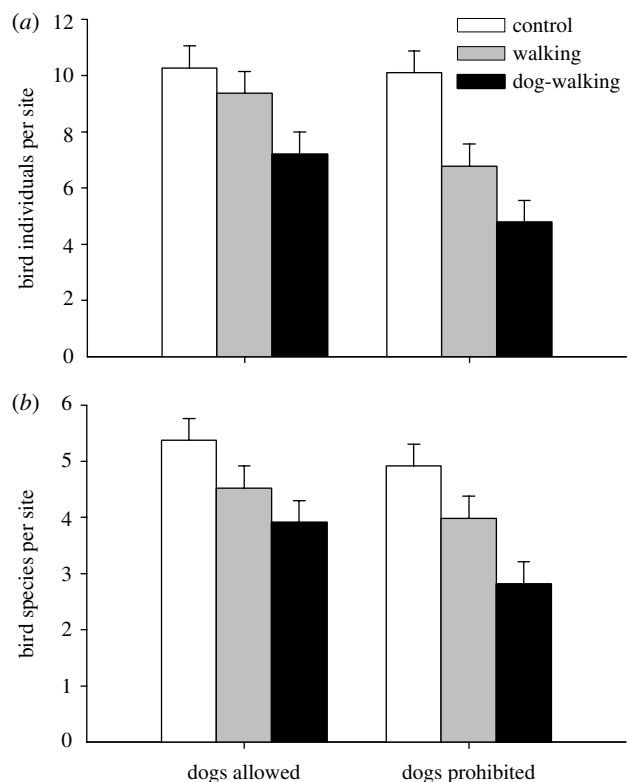 (a)
12
10
8
6
4
2
0
bird individuals per site
control
walking
dog-walking
(b)
6
5
4
3
2
1
0
bird species per site
dogs allowed dogs prohibited